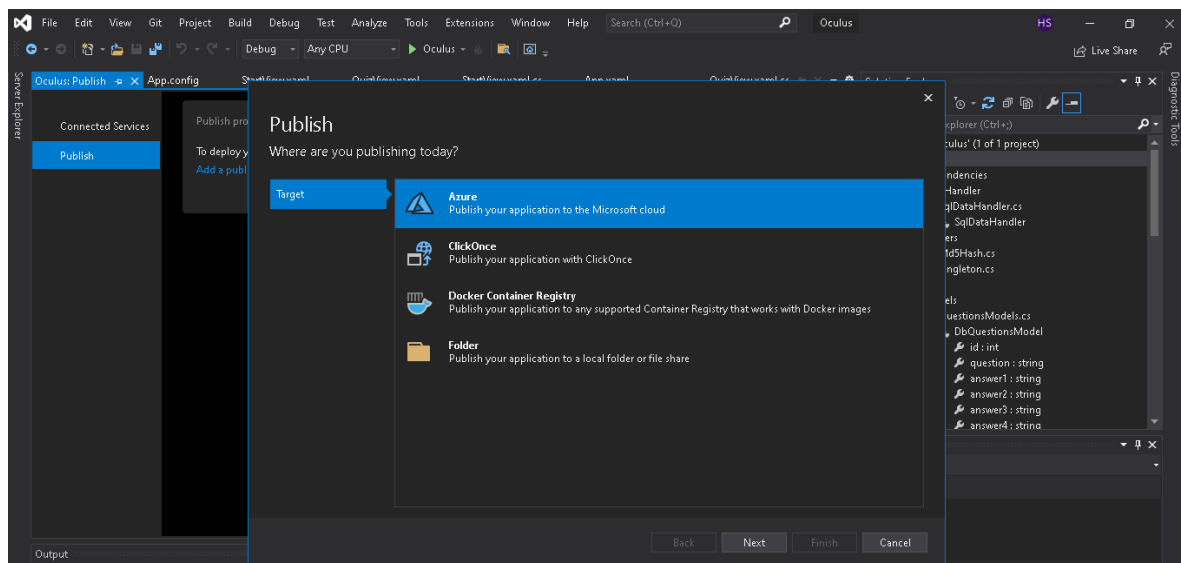 File Edit View Git Project Build Debug Test Analyze Tools Extensions Window Help Search (Ctrl+Q) Oculus HS
Debug Any CPU Oculus Live Share
Server Explorer
Oculus: Publish App.config
Diagnostic Tools
Connected Services
Publish
Publish pro
To deploy y
Add a publ
Publish
Where are you publishing today?
Target
Azure
Publish your application to the Microsoft cloud
ClickOnce
Publish your application with ClickOnce
Docker Container Registry
Publish your application to any supported Container Registry that works with Docker images
Folder
Publish your application to a local folder or file share
Back Next Finish Cancel
xplorer (Ctrl+;)
culus' (1 of 1 project)
ndencies
Handler
qlDataHandler.cs
SqlDataHandler
ers
Md5Hash.cs
ngleton.cs
els
uestionsModels.cs
DbQuestionsModel
id : int
question : string
answer1 : string
answer2 : string
answer3 : string
answer4 : string
Output